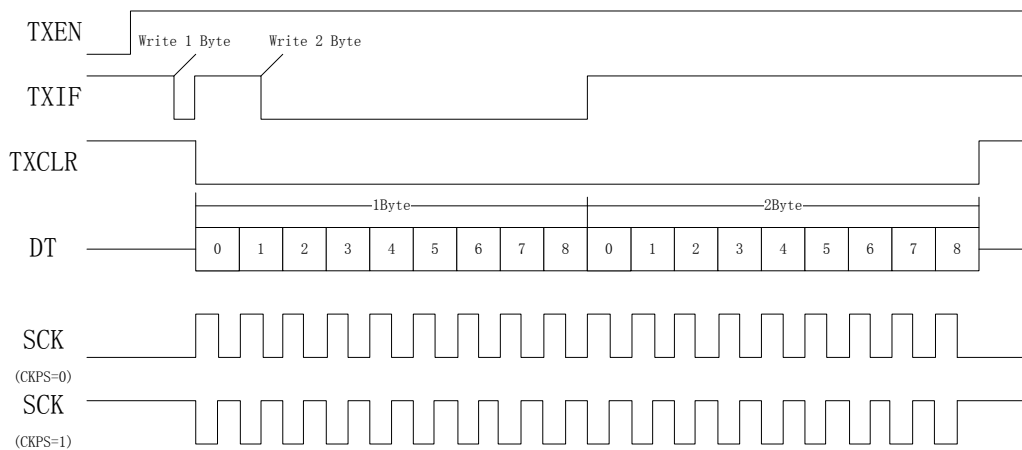 TXEN
Write 1 Byte
Write 2 Byte
TXIF
TXCLR
1Byte
2Byte
DT
0 1 2 3 4 5 6 7 8 0 1 2 3 4 5 6 7 8
SCK
(CKPS=0)
SCK
(CKPS=1)